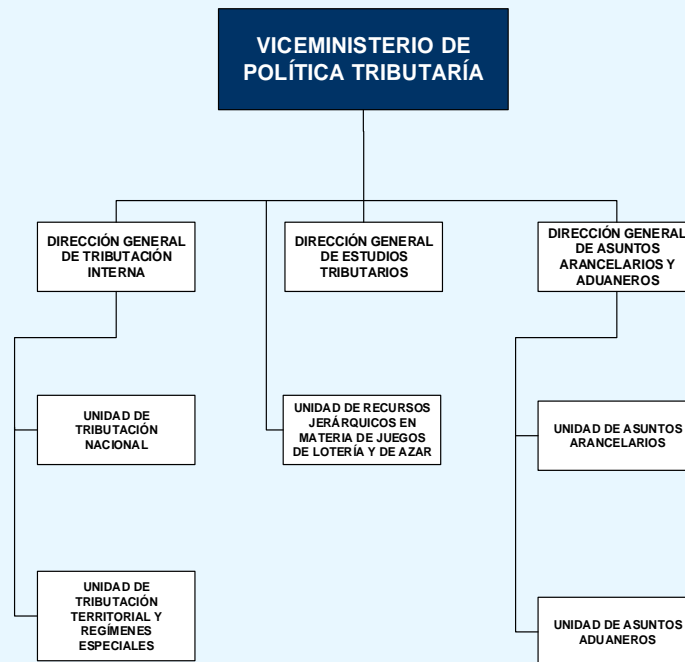 VICEMINISTERIO DE
POLÍTICA TRIBUTARÍA
DIRECCIÓN GENERAL
DE TRIBUTACIÓN
INTERNA
DIRECCIÓN GENERAL
DE ESTUDIOS
TRIBUTARIOS
DIRECCIÓN GENERAL
DE ASUNTOS
ARANCELARIOS Y
ADUANEROS
UNIDAD DE
TRIBUTACIÓN
NACIONAL
UNIDAD DE RECURSOS
JERÁRQUICOS EN
MATERIA DE JUEGOS
DE LOTERÍA Y DE AZAR
UNIDAD DE ASUNTOS
ARANCELARIOS
UNIDAD DE
TRIBUTACIÓN
TERRITORIAL Y
REGÍMENES
ESPECIALES
UNIDAD DE ASUNTOS
ADUANEROS